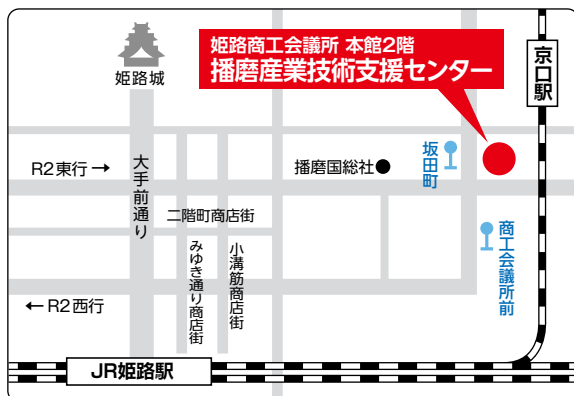 姫路商工会議所 本館2階
播磨産業技術支援センター
姫路城
京口駅
R2東行→
大手前通り
播磨国総社
坂田町
二階町商店街
みゆき通り商店街
小溝筋商店街
商工会議所前
←R2西行
JR姫路駅